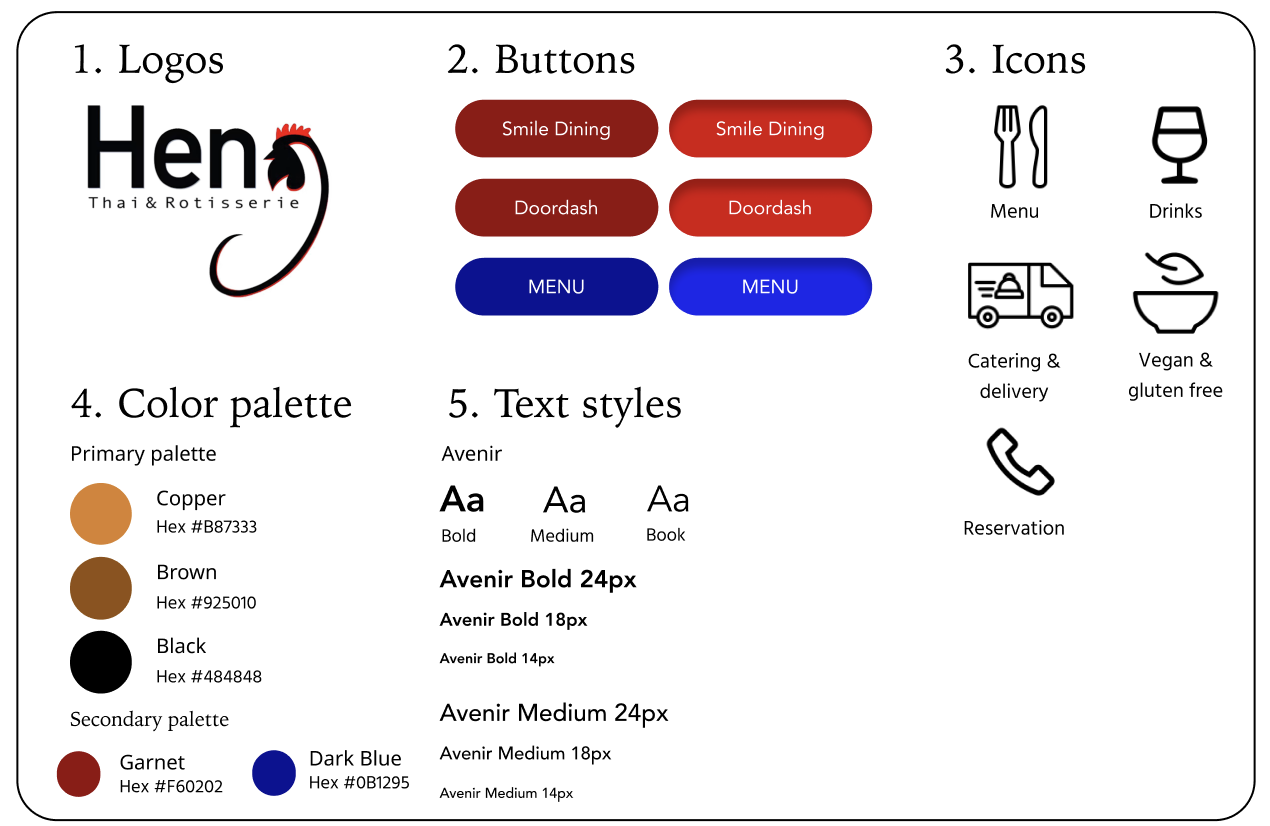 1. Logos
Hen
Thai & Rotisserie
2. Buttons
Smile Dining
Smile Dining
Doordash
Doordash
MENU
MENU
3. Icons
Menu
Drinks
Catering &
delivery
Vegan &
gluten free
Reservation
4. Color palette
Primary palette
Copper
Hex #B87333
Brown
Hex #925010
Black
Hex #484848
Secondary palette
Garnet
Hex #F60202
Dark Blue
Hex #0B1295
5. Text styles
Avenir
Aa
Aa
Aa
Bold
Medium
Book
Avenir Bold 24px
Avenir Bold 18px
Avenir Bold 14px
Avenir Medium 24px
Avenir Medium 18px
Avenir Medium 14px